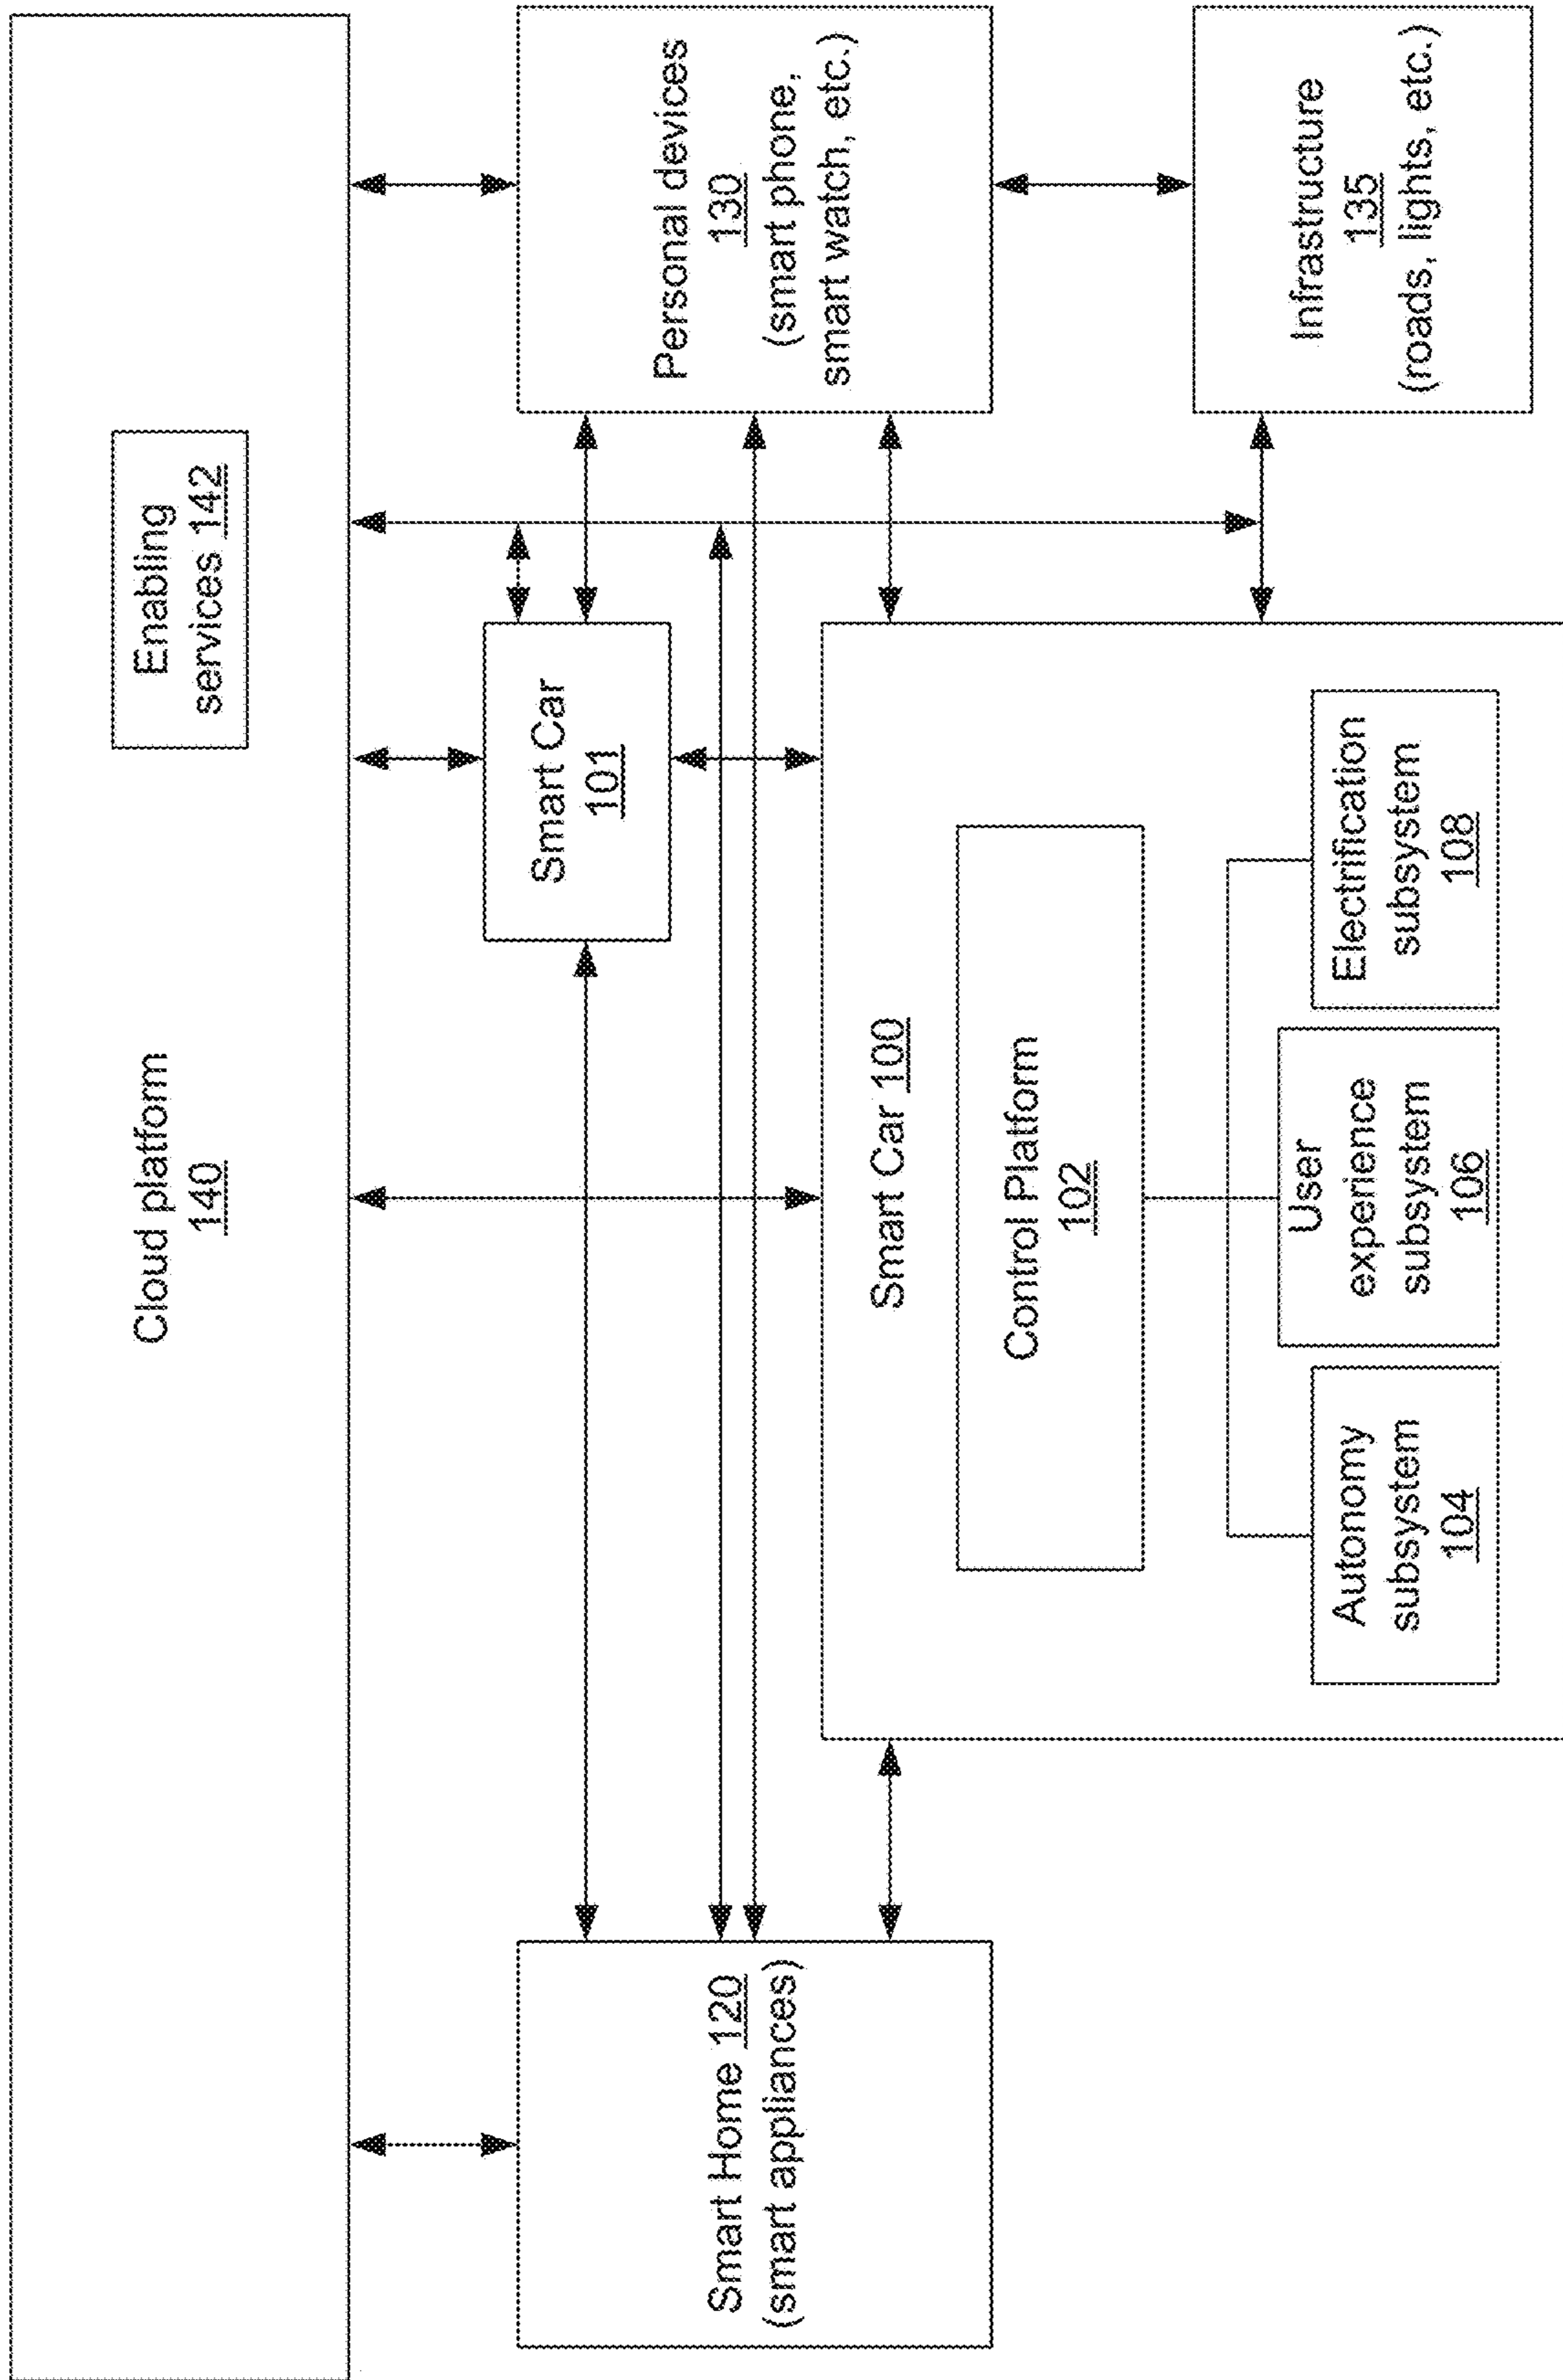 Cloud platform
140
Enabling
services 142
Smart Home 120
(smart appliances)
Smart Car
101
Personal devices
130
(smart phone,
smart watch, etc.)
Smart Car 100
Control Platform
102
Autonomy
subsystem
104
User
experience
subsystem
106
Electrification
subsystem
108
Infrastructure
135
(roads, lights, etc.)